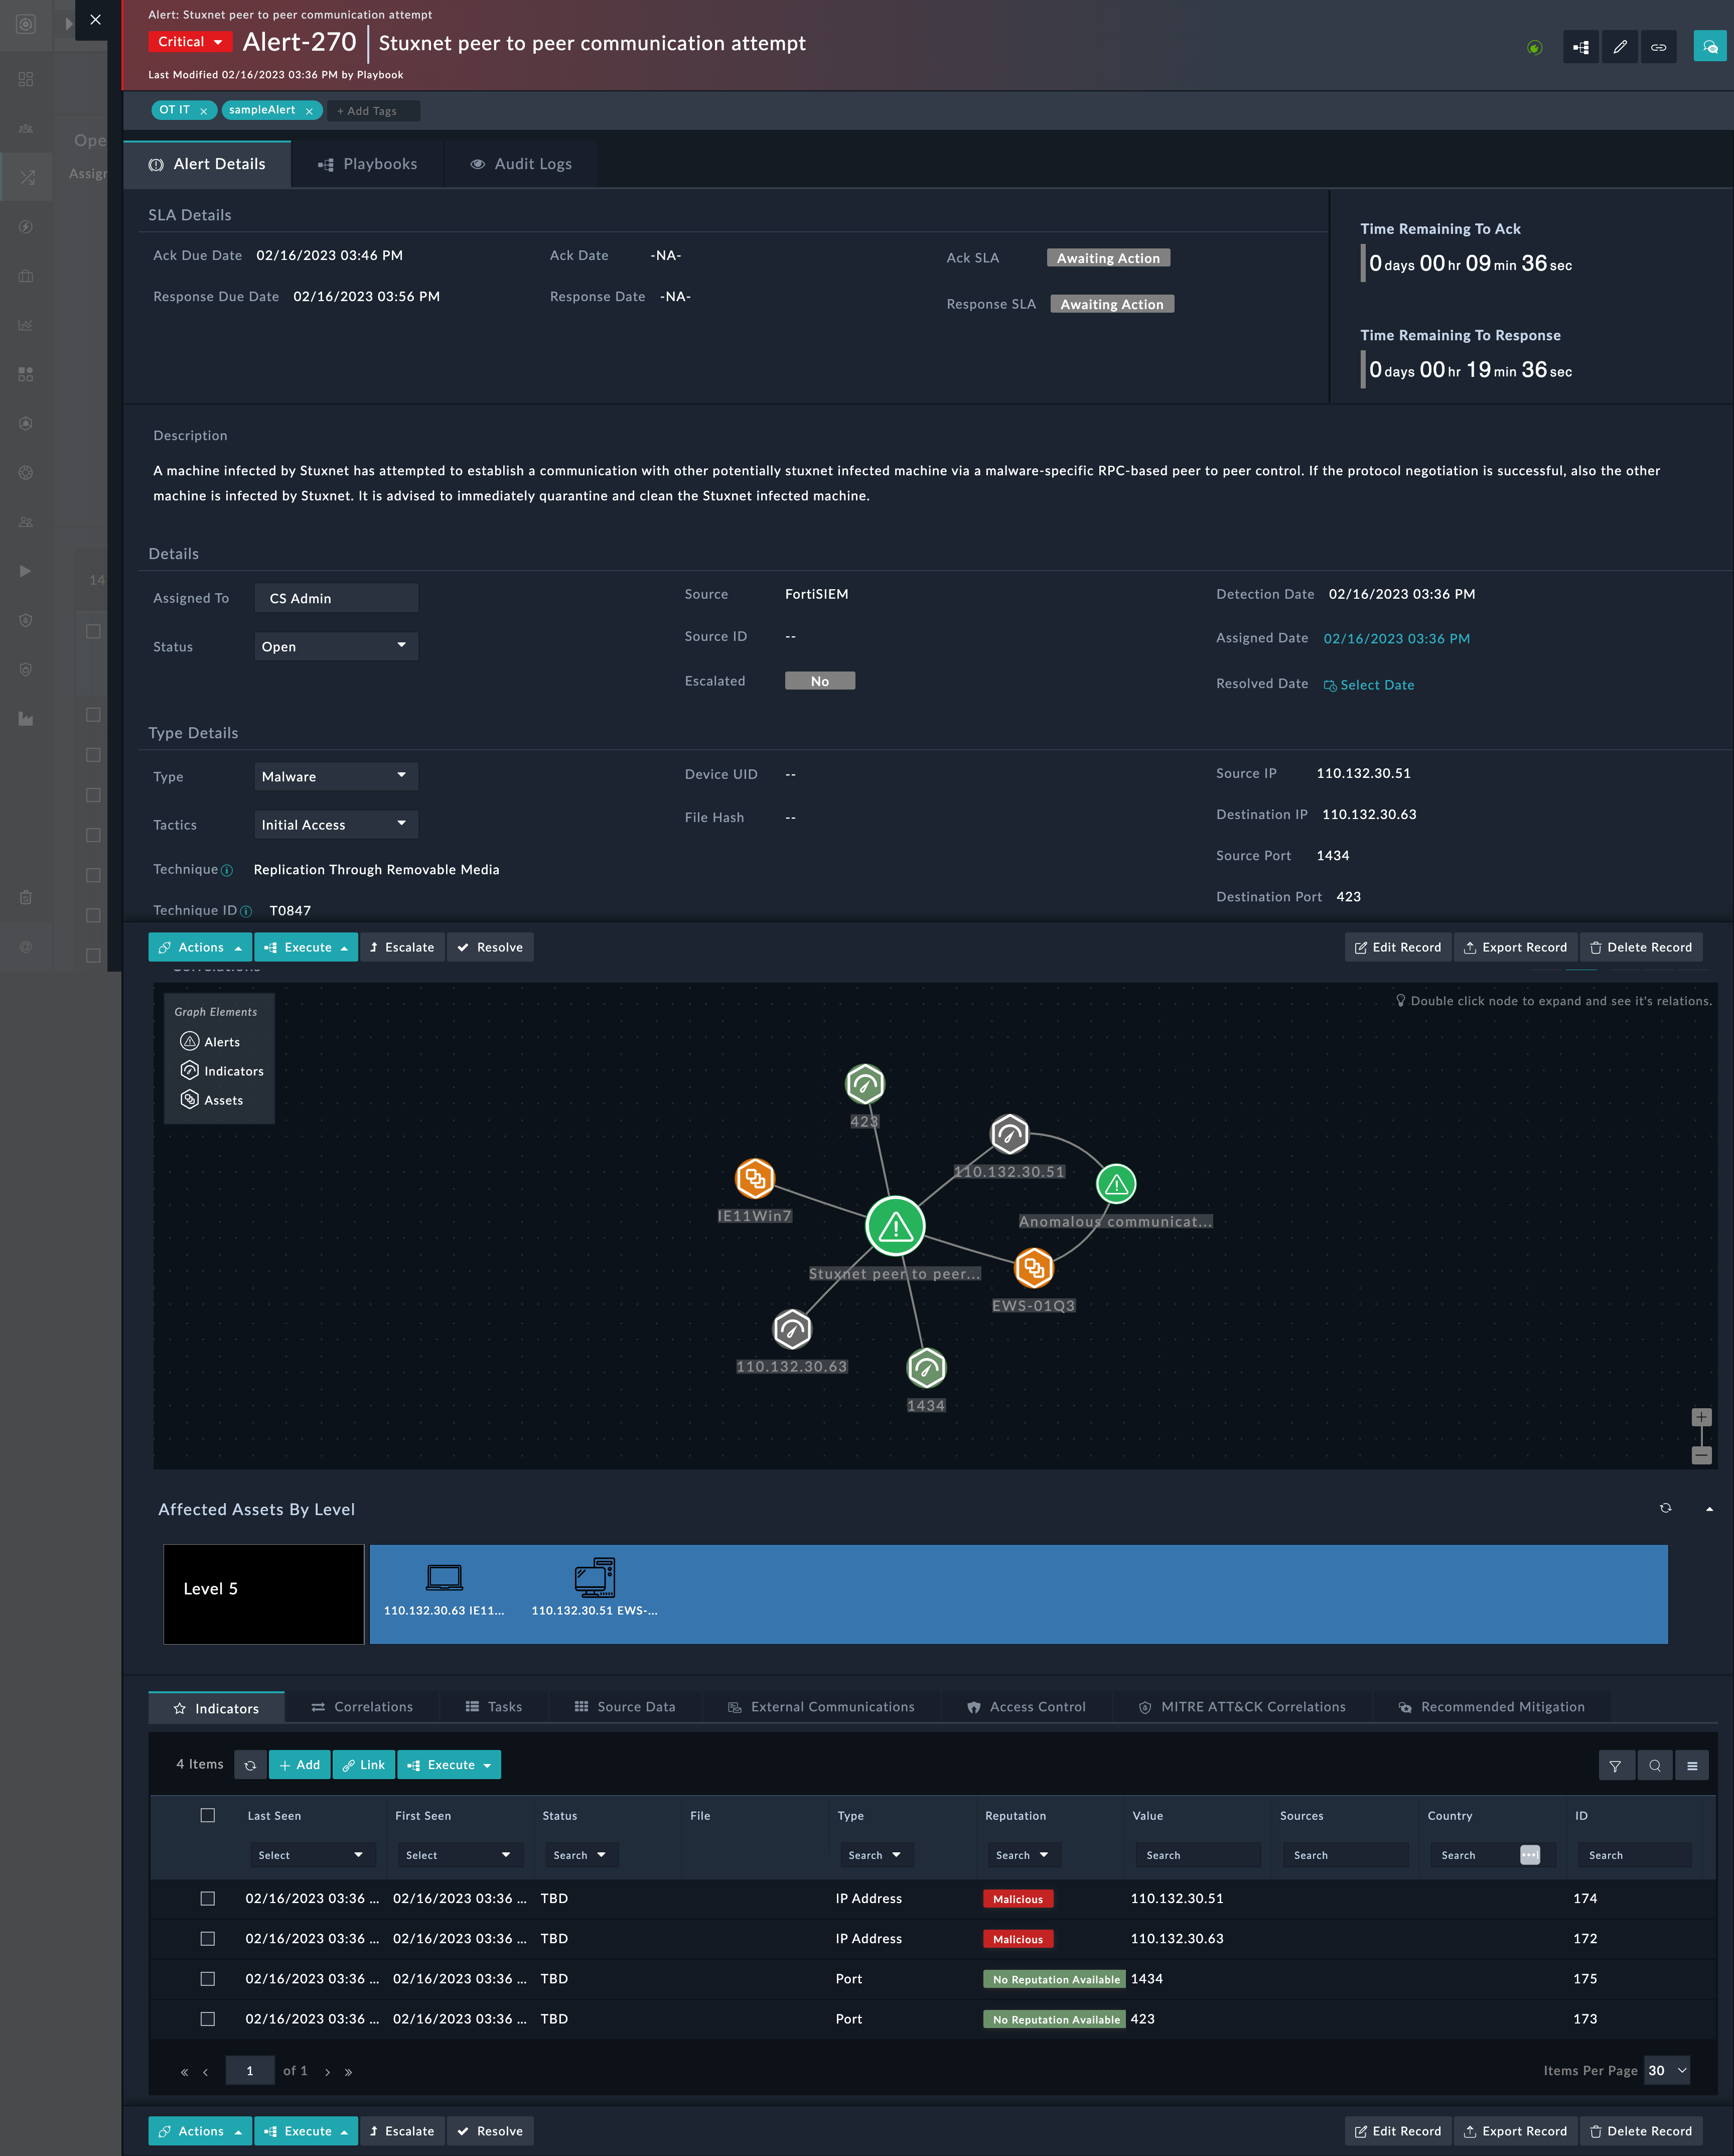 Alert: Stuxnet peer to peer communication attempt
Critical Alert-270 Stuxnet peer to peer communication attempt
Last Modified 02/16/2023 03:36 PM by Playbook
OT IT × sampleAlert × + Add Tags
Ope
Assign
14
Alert Details Playbooks Audit Logs
SLA Details
Ack Due Date 02/16/2023 03:46 PM Ack Date -NA- Ack SLA Awaiting Action
Response Due Date 02/16/2023 03:56 PM Response Date -NA- Response SLA Awaiting Action
Time Remaining To Ack
0 days 00 hr 09 min 36 sec
Time Remaining To Response
0 days 00 hr 19 min 36 sec
Description
A machine infected by Stuxnet has attempted to establish a communication with other potentially stuxnet infected machine via a malware-specific RPC-based peer to peer control. If the protocol negotiation is successful, also the other
machine is infected by Stuxnet. It is advised to immediately quarantine and clean the Stuxnet infected machine.
Details
Assigned To CS Admin Source FortiSIEM Detection Date 02/16/2023 03:36 PM
Status Open Source ID -- Assigned Date 02/16/2023 03:36 PM
Escalated No Resolved Date Select Date
Type Details
Type Malware Device UID -- Source IP 110.132.30.51
Tactics Initial Access File Hash -- Destination IP 110.132.30.63
Technique Replication Through Removable Media Source Port 1434
Technique ID T0847 Destination Port 423
Actions Execute Escalate Resolve Edit Record Export Record Delete Record
Correlations
Graph Elements
Alerts
Indicators
Assets
Double click node to expand and see it's relations.
423
110.132.30.51
IE11Win7
Anomalous communicat...
Stuxnet peer to peer...
EWS-01Q3
110.132.30.63
1434
Affected Assets By Level
Level 5
110.132.30.63 IE11... 110.132.30.51 EWS-...
Indicators Correlations Tasks Source Data External Communications Access Control MITRE ATT&CK Correlations Recommended Mitigation
4 Items + Add Link Execute
Last Seen First Seen Status File Type Reputation Value Sources Country ID
Select Select Search Search Search Search Search Search Search
02/16/2023 03:36 ... 02/16/2023 03:36 ... TBD IP Address Malicious 110.132.30.51 174
02/16/2023 03:36 ... 02/16/2023 03:36 ... TBD IP Address Malicious 110.132.30.63 172
02/16/2023 03:36 ... 02/16/2023 03:36 ... TBD Port No Reputation Available 1434 175
02/16/2023 03:36 ... 02/16/2023 03:36 ... TBD Port No Reputation Available 423 173
« ‹ 1 of 1 › » Items Per Page 30
Actions Execute Escalate Resolve Edit Record Export Record Delete Record